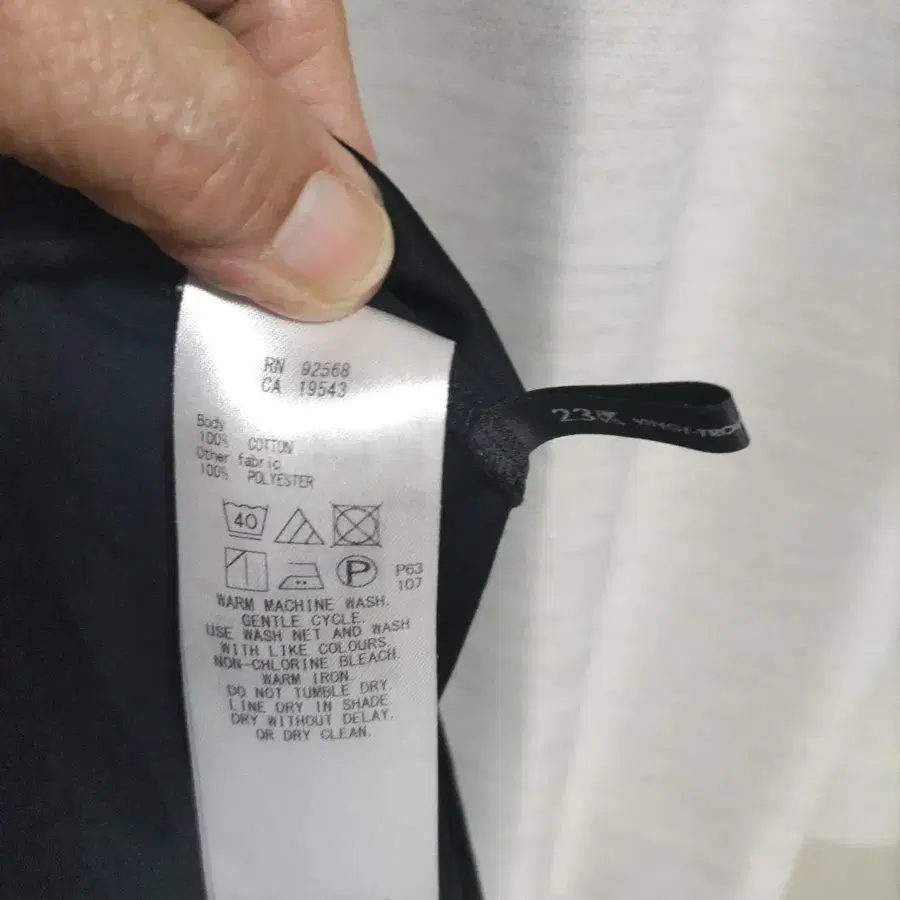 RN 92568
CA 19543
Body
100% COTTON
Other fabric
100% POLYESTER
40
P
P63
107
WARM MACHINE WASH.
GENTLE CYCLE.
USE WASH NET AND WASH
WITH LIKE COLOURS.
NON-CHLORINE BLEACH.
WARM IRON.
DO NOT TUMBLE DRY.
LINE DRY IN SHADE.
DRY WITHOUT DELAY.
OR DRY CLEAN.
23